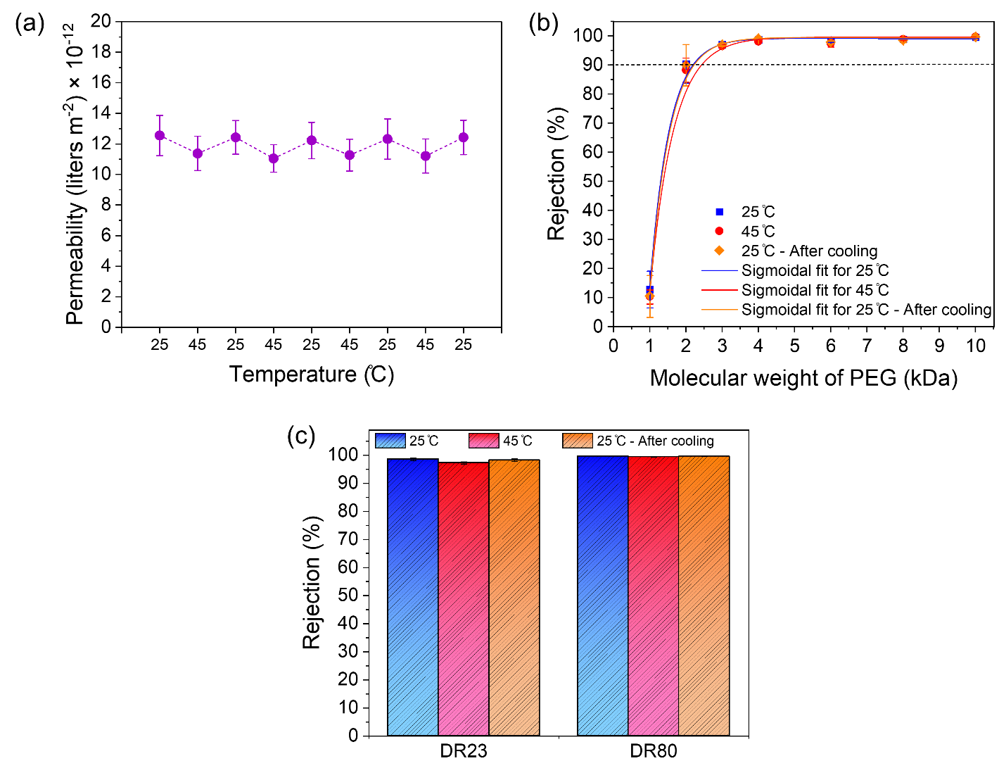 (a)
Permeability (liters m⁻²) × 10⁻¹²
20
18
16
14
12
10
8
6
4
2
0
25 45 25 45 25 45 25 45 25
Temperature (℃)
(b)
Rejection (%)
100
90
80
70
60
50
40
30
20
10
0
25℃
45℃
25℃ - After cooling
Sigmoidal fit for 25℃
Sigmoidal fit for 45℃
Sigmoidal fit for 25℃ - After cooling
0 1 2 3 4 5 6 7 8 9 10
Molecular weight of PEG (kDa)
(c)
25℃ 45℃ 25℃ - After cooling
Rejection (%)
100
90
80
70
60
50
40
30
20
10
0
DR23 DR80